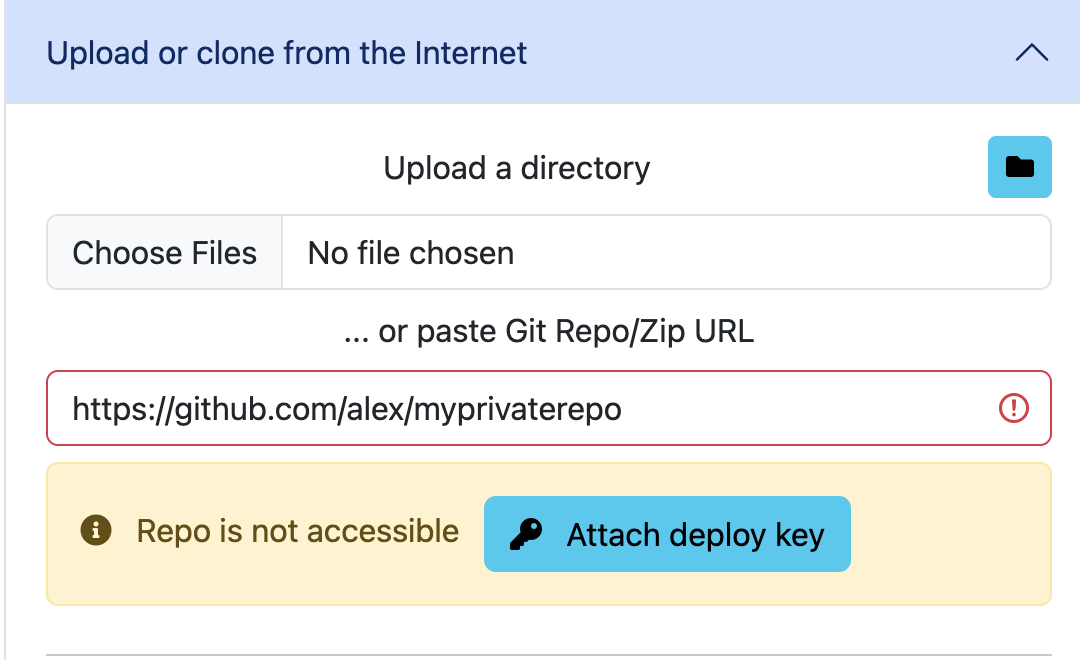 Upload or clone from the Internet
Upload a directory
Choose Files No file chosen
... or paste Git Repo/Zip URL
https://github.com/alex/myprivaterepo
Repo is not accessible Attach deploy key